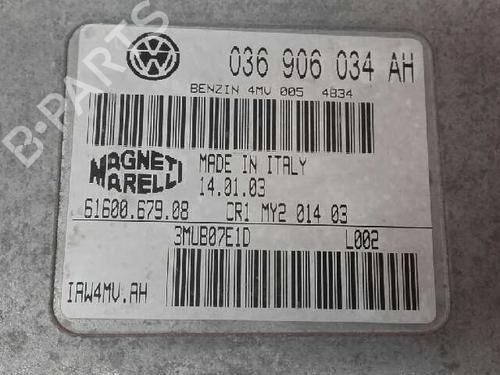 B-PARTS
036 906 034 AH
BENZIN 4MV 005 4834
MAGNETI MARELLI
MADE IN ITALY
14.01.03
61600.679.08 CR1 MY2 014 03
3MUB07E1D L002
IAW4MV.AH